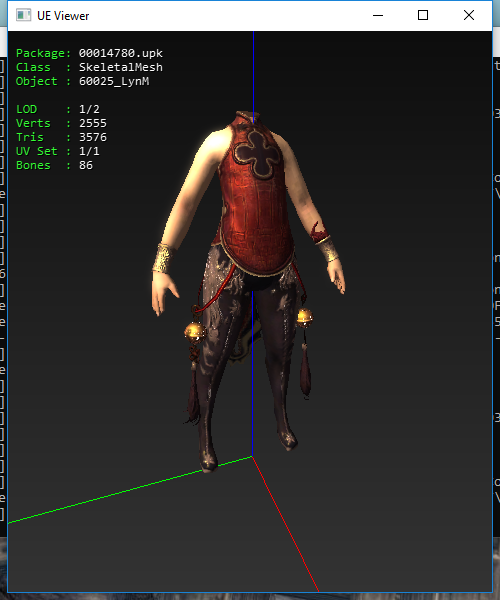 UE Viewer
Package: 00014780.upk
Class : SkeletalMesh
Object : 60025_LynM
LOD : 1/2
Verts : 2555
Tris : 3576
UV Set : 1/1
Bones : 86